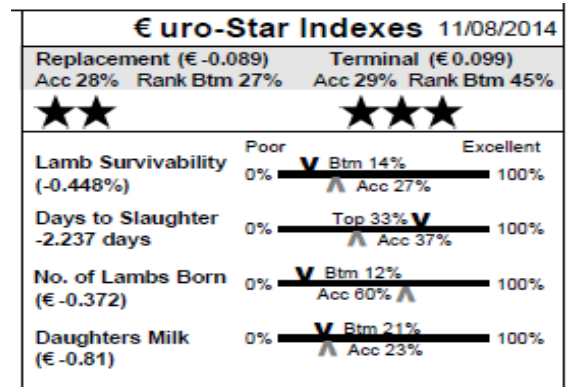 € uro-Star Indexes 11/08/2014
Replacement (€ -0.089) Terminal (€ 0.099)
Acc 28% Rank Btm 27% Acc 29% Rank Btm 45%
Poor Excellent
Lamb Survivability 0% Btm 14% 100%
(-0.448%) Acc 27%
Days to Slaughter 0% Top 33% 100%
-2.237 days Acc 37%
No. of Lambs Born 0% Btm 12% 100%
(€ -0.372) Acc 60%
Daughters Milk 0% Btm 21% 100%
(€ -0.81) Acc 23%